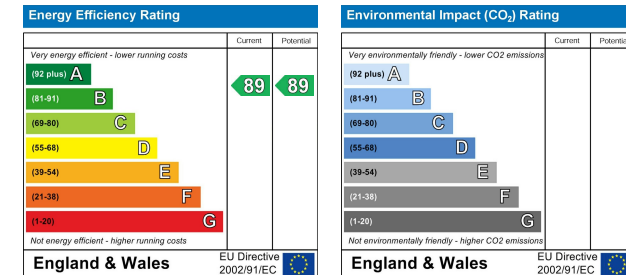 Energy Efficiency Rating
Current Potential
Very energy efficient - lower running costs
(92 plus) A
(81-91) B
(69-80) C
(55-68) D
(39-54) E
(21-38) F
(1-20) G
89 89
Not energy efficient - higher running costs
England & Wales
EU Directive
2002/91/EC
Environmental Impact (CO₂) Rating
Current Potential
Very environmentally friendly - lower CO2 emissions
(92 plus) A
(81-91) B
(69-80) C
(55-68) D
(39-54) E
(21-38) F
(1-20) G
Not environmentally friendly - higher CO2 emissions
England & Wales
EU Directive
2002/91/EC